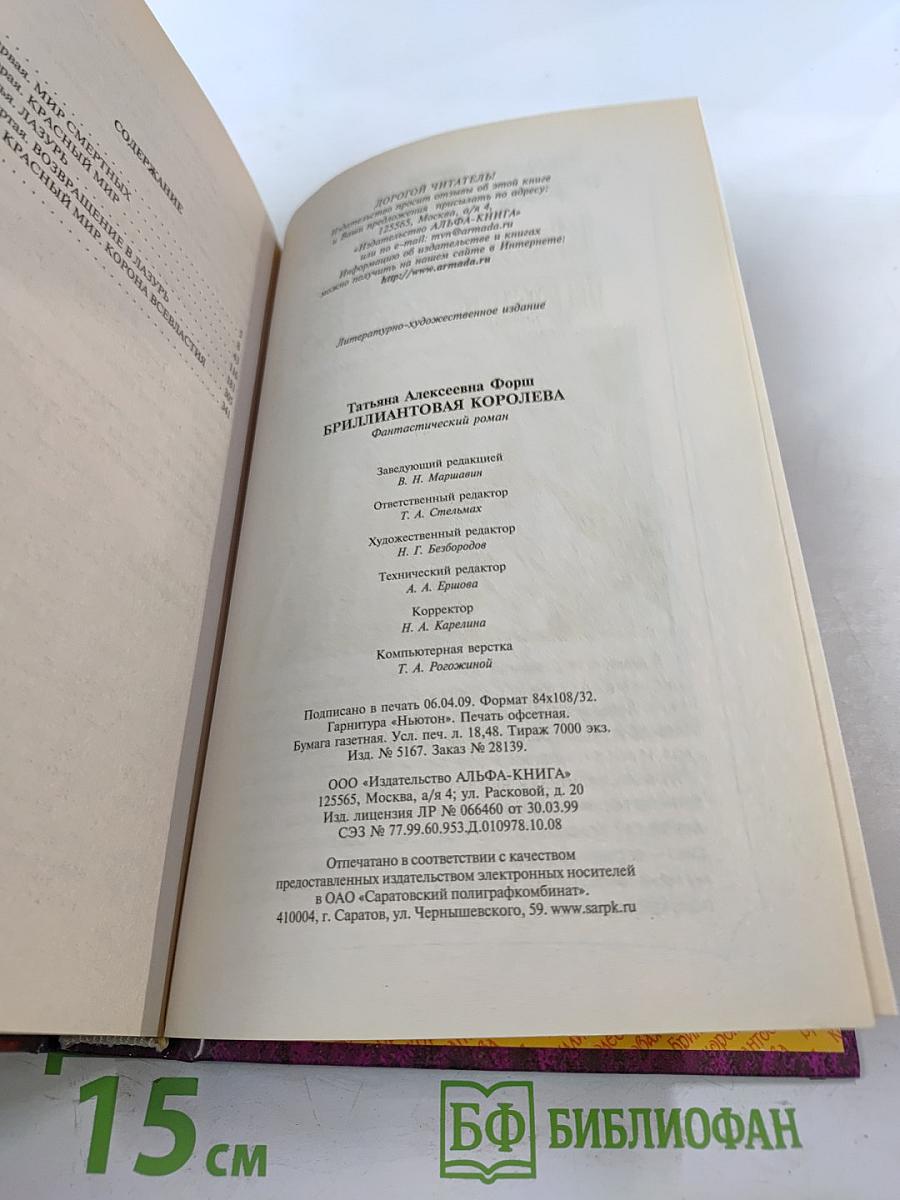 СОДЕРЖАНИЕ
МИР СМЕРТНЫХ
КРАСНЫЙ МИР
ЛАЗУРЬ
ВОЗВРАЩЕНИЕ В ЛАЗУРЬ
КРАСНЫЙ МИР. КОРОНА ВСЕВЛАСТИЯ
ДОРОГОЙ ЧИТАТЕЛЬ!
Издательство просит отзывы об этой книге
и Ваши предложения присылать по адресу:
125565, Москва, а/я 4,
«Издательство АЛЬФА-КНИГА»
или по e-mail: mvn@armada.ru
Информацию об издательстве и книгах
можно получить на нашем сайте в Интернете:
http://www.armada.ru
Литературно-художественное издание
Татьяна Алексеевна Форш
БРИЛЛИАНТОВАЯ КОРОЛЕВА
Фантастический роман
Заведующий редакцией
В. Н. Маршавин
Ответственный редактор
Т. А. Стельмах
Художественный редактор
Н. Г. Безбородов
Технический редактор
А. А. Ершова
Корректор
Н. А. Карелина
Компьютерная верстка
Т. А. Рогожиной
Подписано в печать 06.04.09. Формат 84x108/32.
Гарнитура «Ньютон». Печать офсетная.
Бумага газетная. Усл. печ. л. 18,48. Тираж 7000 экз.
Изд. № 5167. Заказ № 28139.
ООО «Издательство АЛЬФА-КНИГА»
125565, Москва, а/я 4; ул. Расковой, д. 20
Изд. лицензия ЛР № 066460 от 30.03.99
СЭЗ № 77.99.60.953.Д.010978.10.08
Отпечатано в соответствии с качеством
предоставленных издательством электронных носителей
в ОАО «Саратовский полиграфкомбинат».
410004, г. Саратов, ул. Чернышевского, 59. www.sarpk.ru
15 см
БФ БИБЛИОФАН